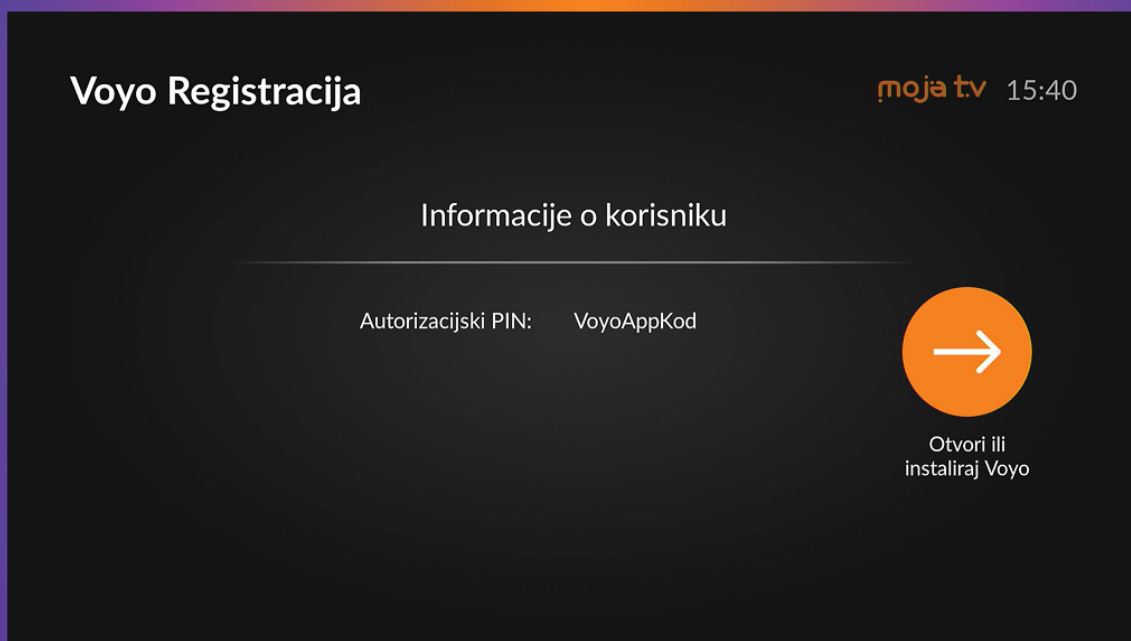 Voyo Registracija
moja tv 15:40
Informacije o korisniku
Autorizacijski PIN: VoyoAppKod
Otvori ili
instaliraj Voyo